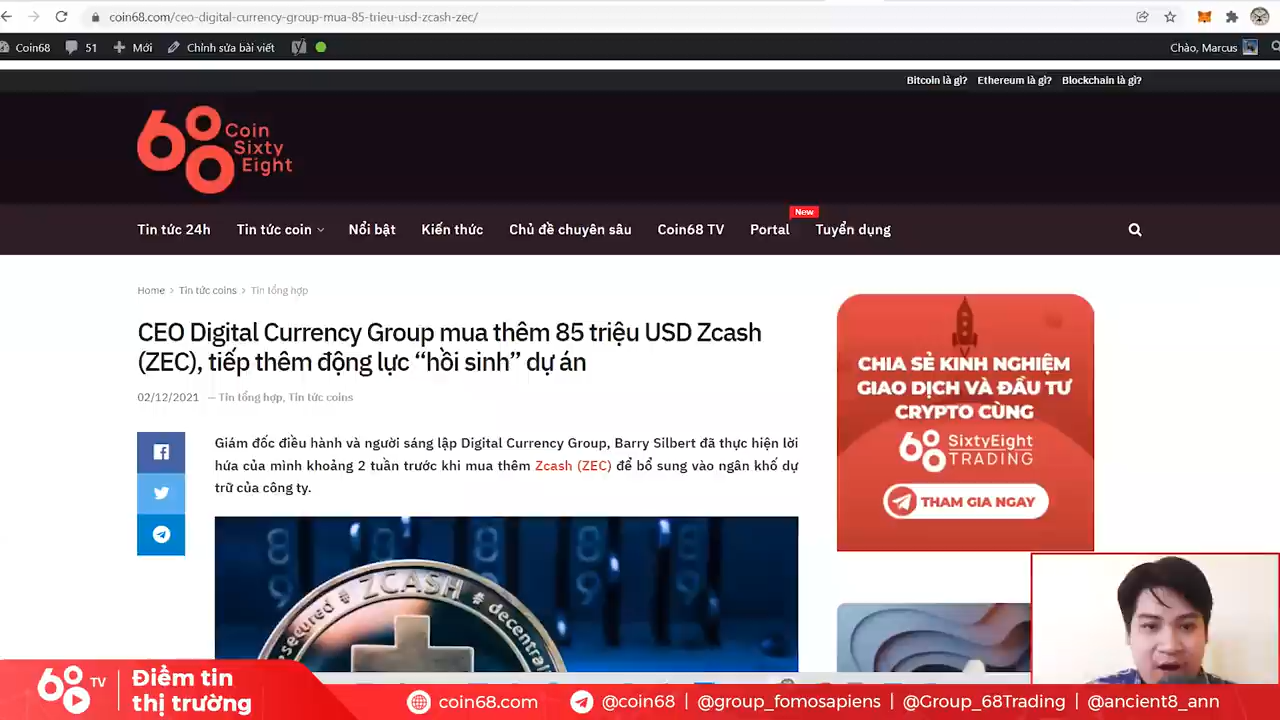 coin68.com/ceo-digital-currency-group-mua-85-trieu-usd-zcash-zec/
Coin68 51 Mới Chỉnh sửa bài viết
Chào, Marcus
Bitcoin là gì? Ethereum là gì? Blockchain là gì?
68
Coin
Sixty
Eight
New
Tin tức 24h Tin tức coin Nổi bật Kiến thức Chủ đề chuyên sâu Coin68 TV Portal Tuyển dụng
Home > Tin tức coins > Tin tổng hợp
CEO Digital Currency Group mua thêm 85 triệu USD Zcash
(ZEC), tiếp thêm động lực “hồi sinh” dự án
02/12/2021 — Tin tổng hợp, Tin tức coins
Giám đốc điều hành và người sáng lập Digital Currency Group, Barry Silbert đã thực hiện lời
hứa của mình khoảng 2 tuần trước khi mua thêm Zcash (ZEC) để bổ sung vào ngân khố dự
trữ của công ty.
ZCASH
secured # # decentral
CHIA SẺ KINH NGHIỆM
GIAO DỊCH VÀ ĐẦU TƯ
CRYPTO CÙNG
68 SixtyEight
TRADING
THAM GIA NGAY
68 TV
Điểm tin
thị trường
coin68.com @coin68 | @group_fomosapiens | @Group_68Trading | @ancient8_ann